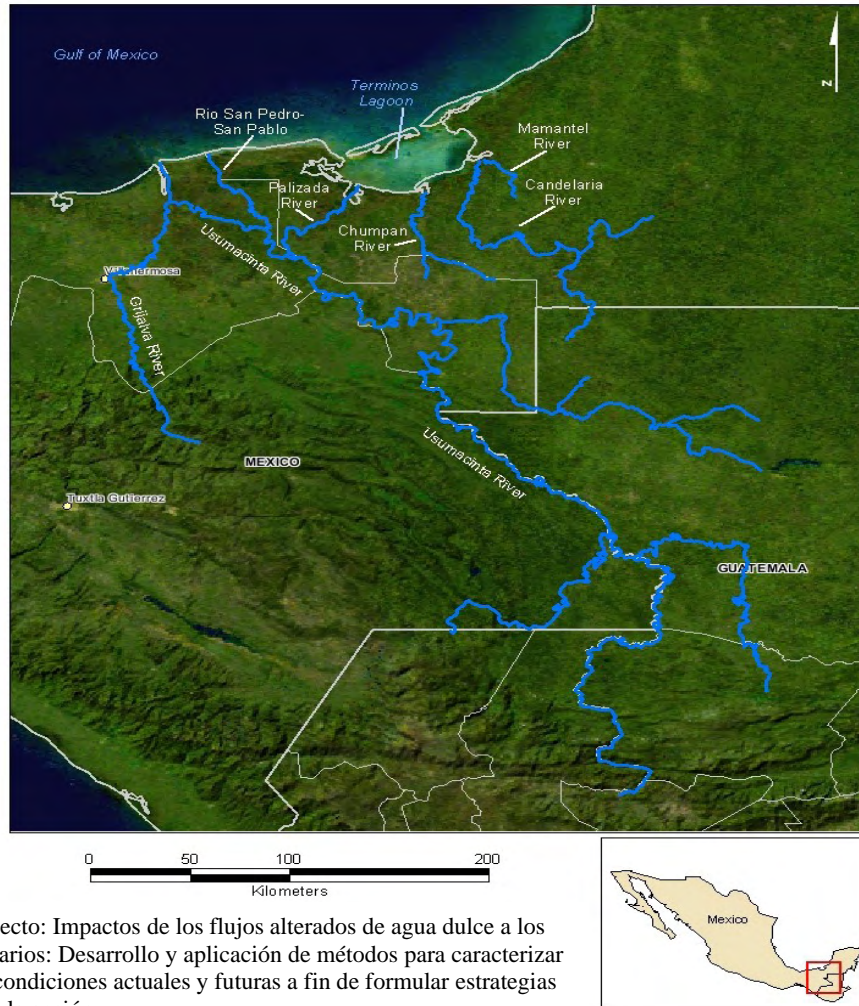 Gulf of Mexico
Terminos
Lagoon
Rio San Pedro-
San Pablo
Mamantel
River
Palizada
River
Candelaria
River
Chumpan
River
Usumacinta River
Villahermosa
Grijalva River
Usumacinta River
MEXICO
Tuxtla Gutierrez
GUATEMALA
N
0 50 100 200
Kilometers
Mexico
ecto: Impactos de los flujos alterados de agua dulce a los
arios: Desarrollo y aplicación de métodos para caracterizar
condiciones actuales y futuras a fin de formular estrategias